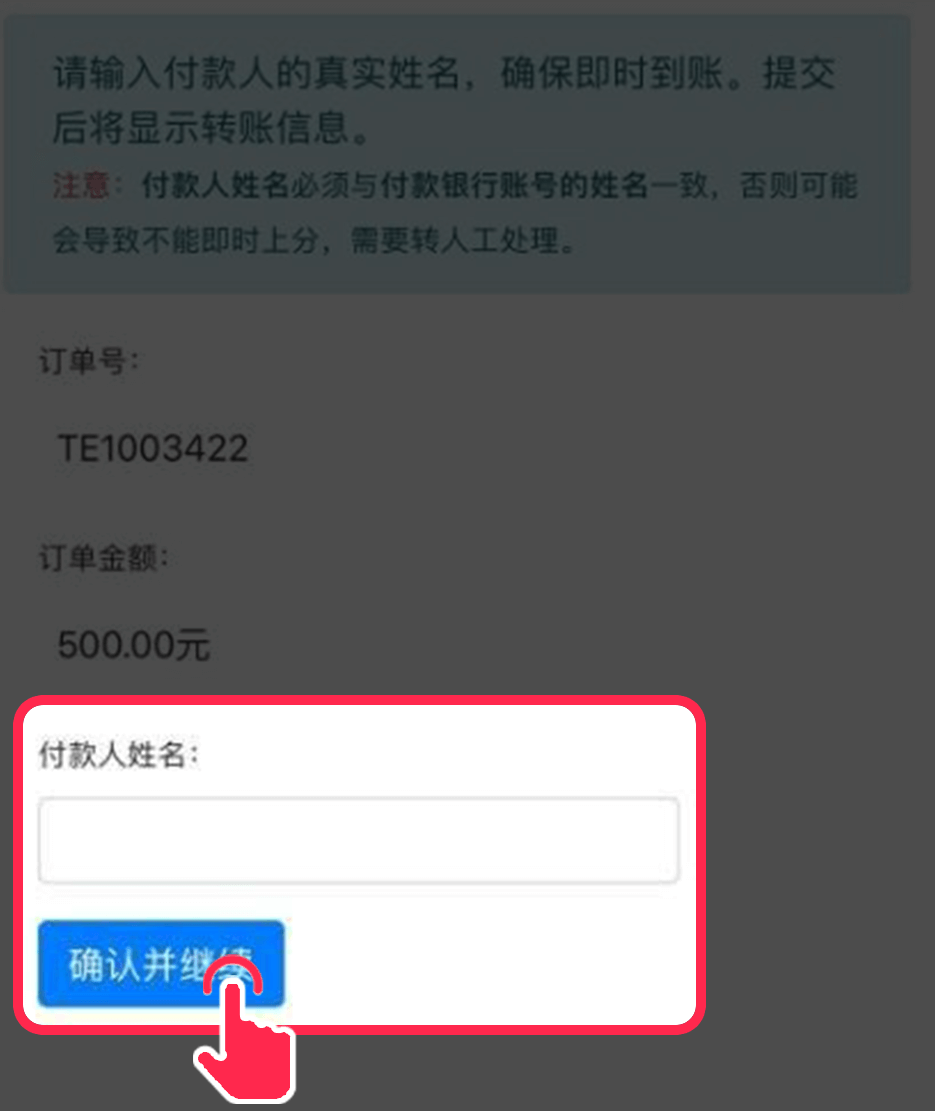 请输入付款人的真实姓名，确保即时到账。提交
后将显示转账信息。
注意：付款人姓名必须与付款银行账号的姓名一致，否则可能
会导致不能即时上分，需要转人工处理。
订单号:
TE1003422
订单金额:
500.00元
付款人姓名:
确认并继续